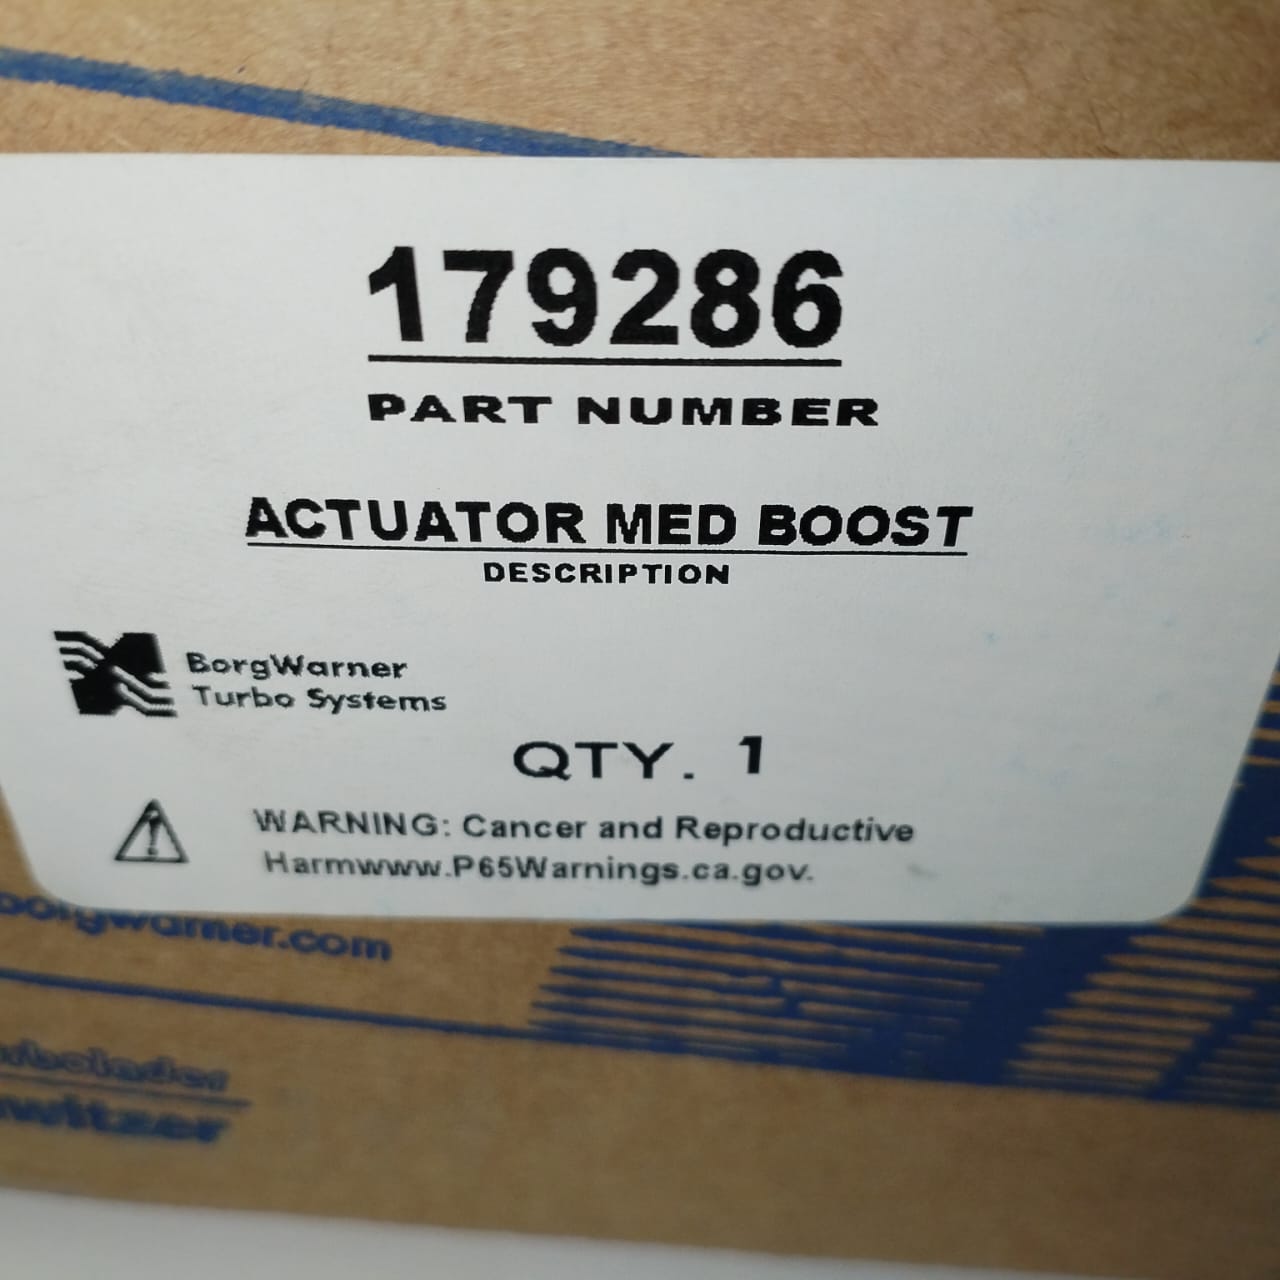 179286
PART NUMBER
ACTUATOR MED BOOST
DESCRIPTION
BorgWarner
Turbo Systems
QTY. 1
WARNING: Cancer and Reproductive
Harmwww.P65Warnings.ca.gov.
borgwarner.com